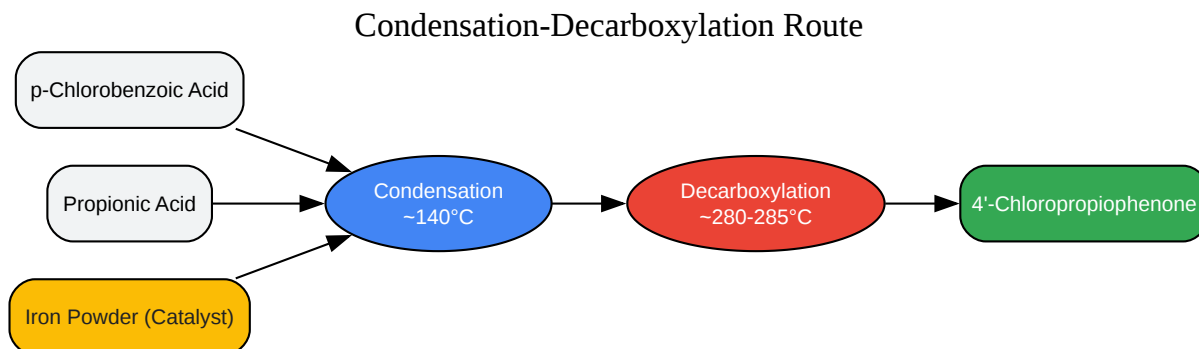 Condensation-Decarboxylation Route
p-Chlorobenzoic Acid
Propionic Acid
Iron Powder (Catalyst)
Condensation
~140°C
Decarboxylation
~280-285°C
4'-Chloropropiophenone